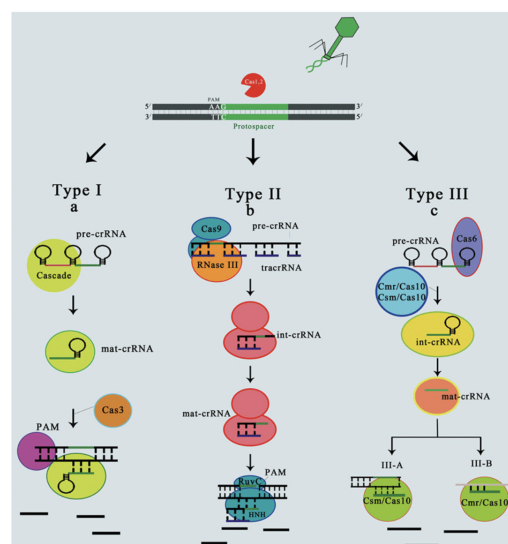 Cas1,2
PAM
5' A A G 3'
3' T T C 5'
Protospacer
Type I
a
pre-crRNA
Cascade
mat-crRNA
Cas3
PAM
Type II
b
Cas9
pre-crRNA
RNase III
tracrRNA
int-crRNA
mat-crRNA
RuvC
PAM
HNH
Type III
c
Cas6
pre-crRNA
Cmr/Cas10
Csm/Cas10
int-crRNA
mat-crRNA
III-A
III-B
Csm/Cas10
Cmr/Cas10